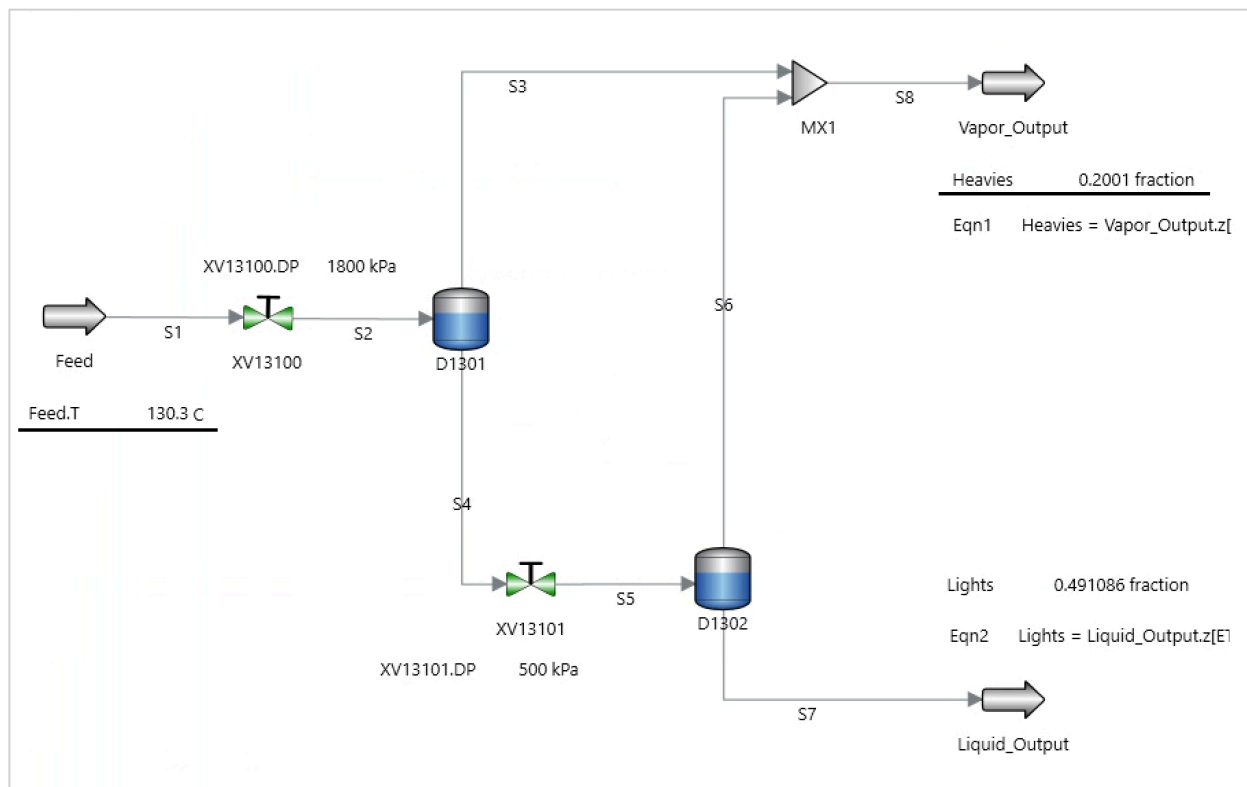 S3
S8
MX1
Vapor_Output
Heavies 0.2001 fraction
Eqn1 Heavies = Vapor_Output.z[
XV13100.DP 1800 kPa
S6
S1
S2
Feed
XV13100
D1301
Feed.T 130.3 C
S4
S5
Lights 0.491086 fraction
XV13101
D1302
Eqn2 Lights = Liquid_Output.z[ET
XV13101.DP 500 kPa
S7
Liquid_Output